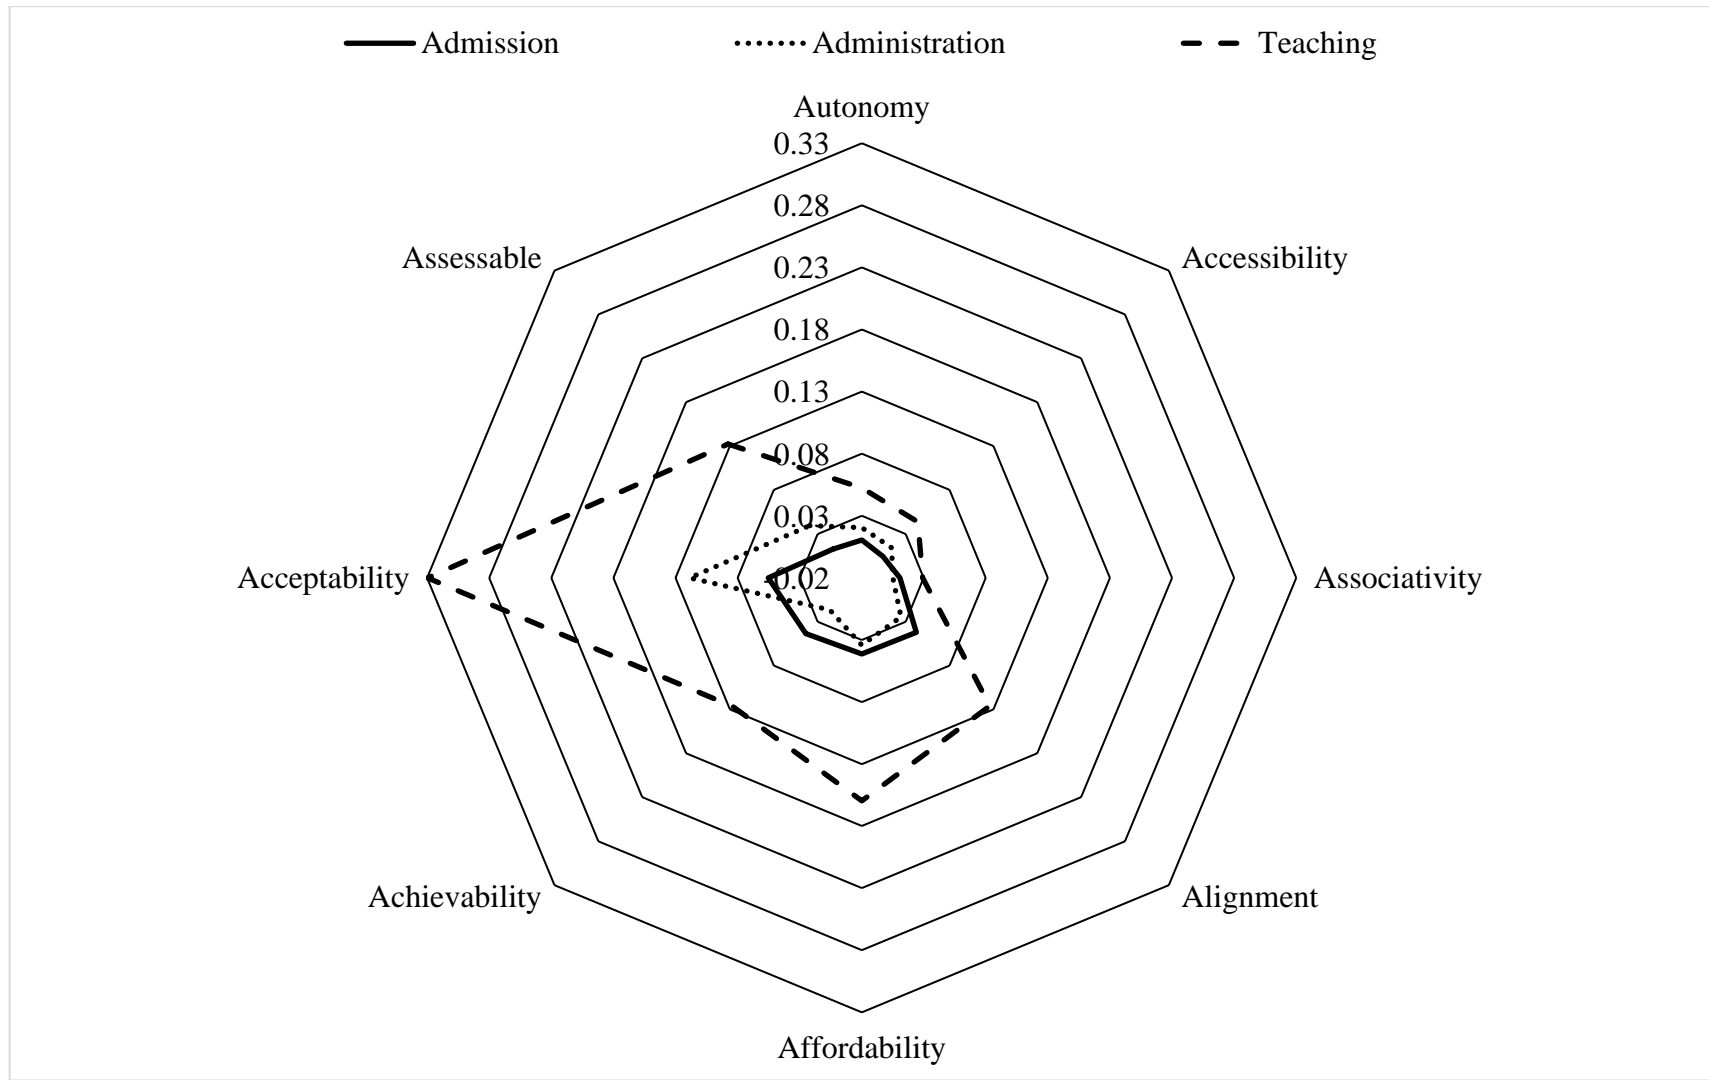 Admission Administration Teaching
Autonomy
0.33
0.28
Assessable Accessibility
0.23
0.18
0.13
0.08
0.03
Acceptability -0.02 Associativity
Achievability Alignment
Affordability